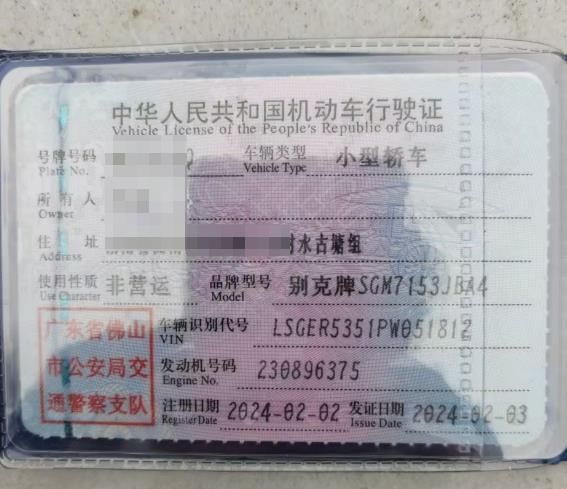 中华人民共和国机动车行驶证
Vehicle License of the People's Republic of China
号牌号码 Q 车辆类型 小型轿车
Plate No. Vehicle Type
所有人
Owner
住址 村水古塘组
Address
使用性质 非营运 品牌型号 别克牌SGM7153JBA4
Use Character Model
广东省佛山 车辆识别代号 LSGER5351PW051812
VIN
市公安局交 发动机号码 230896375
Engine No.
通警察支队 注册日期 2024-02-02 发证日期 2024-02-03
Register Date Issue Date